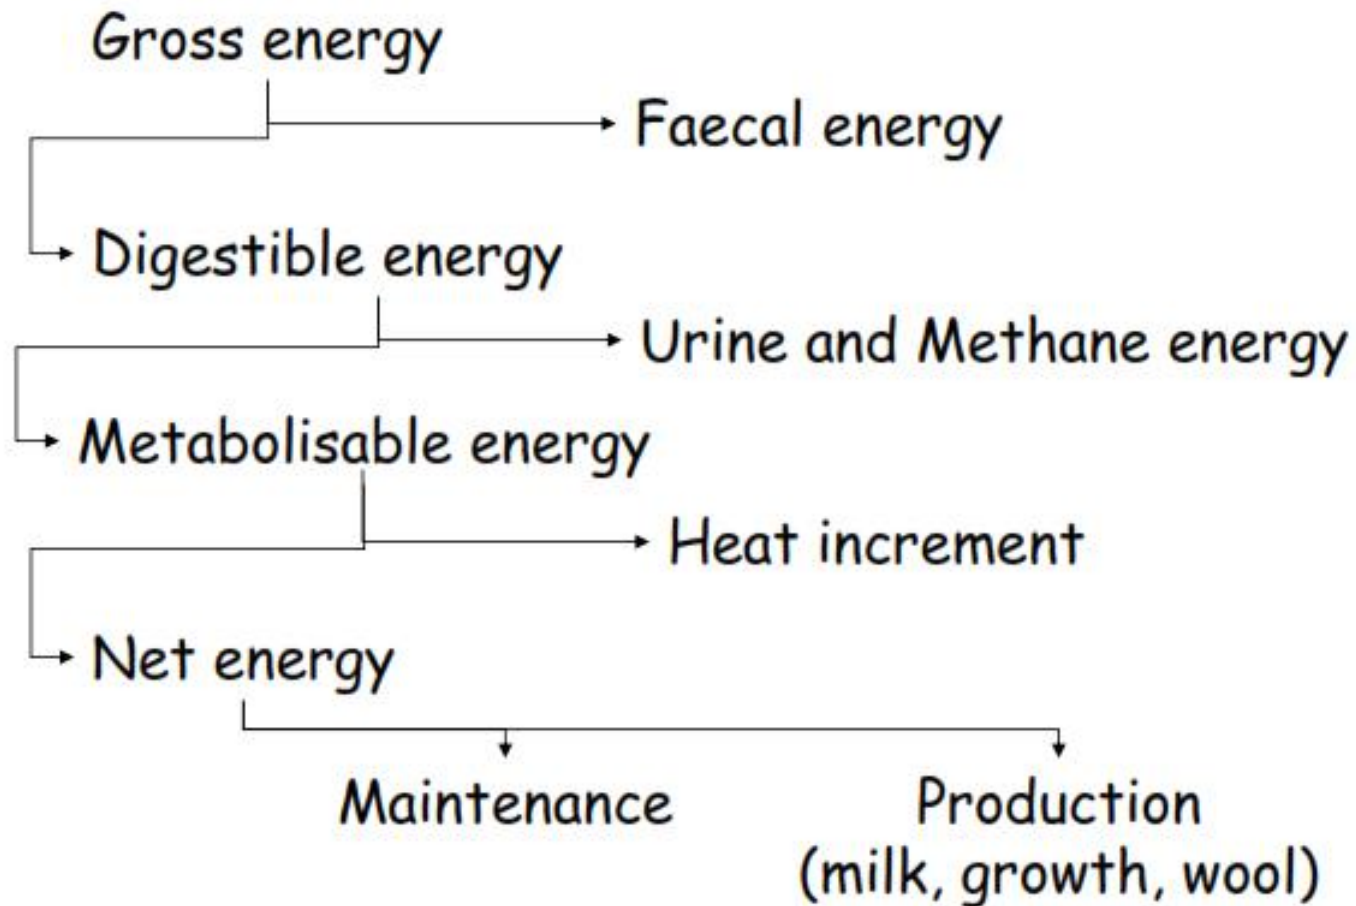 Gross energy
Faecal energy
Digestible energy
Urine and Methane energy
Metabolisable energy
Heat increment
Net energy
Maintenance
Production
(milk, growth, wool)